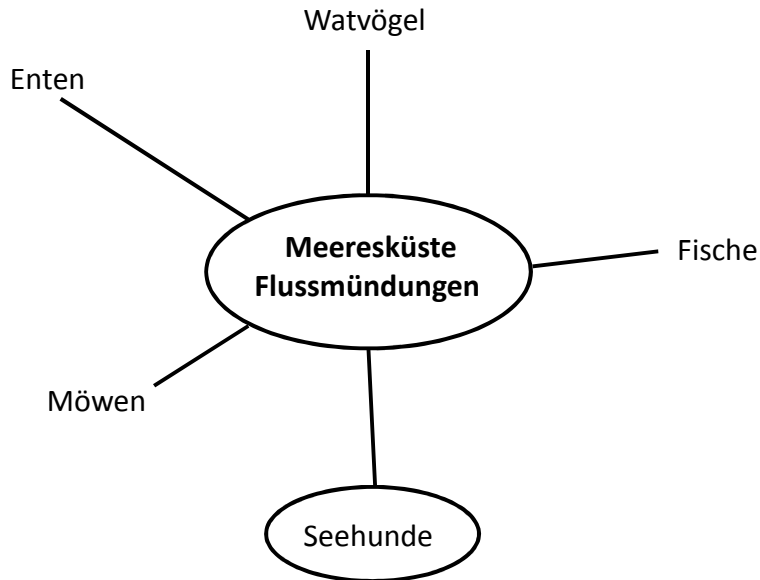 Watvögel
Enten
Meeresküste
Flussmündungen
Fische
Möwen
Seehunde